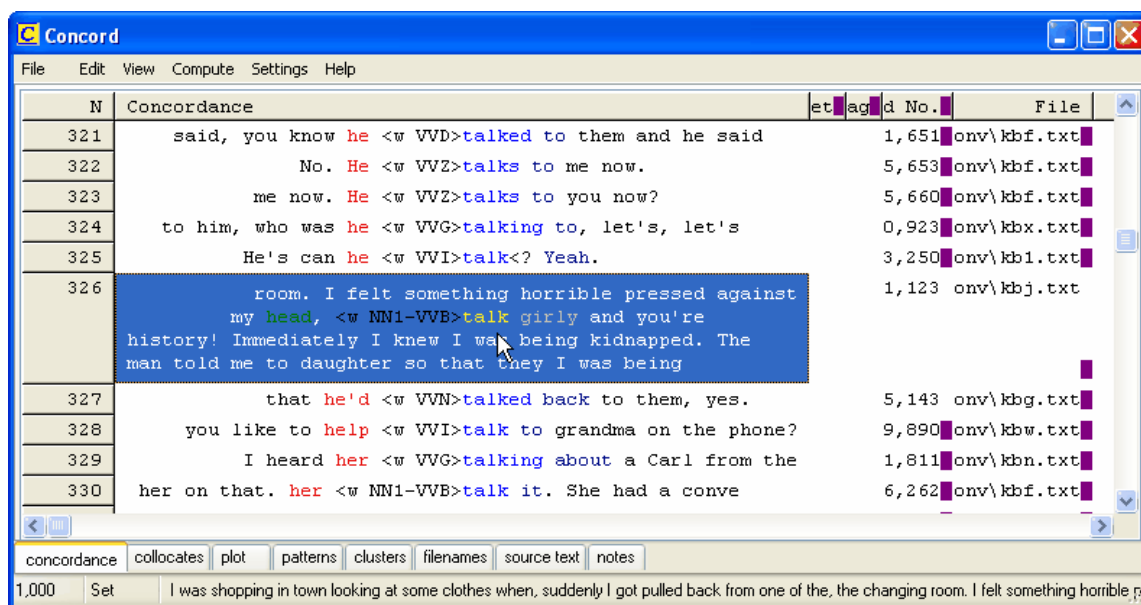 C Concord
File Edit View Compute Settings Help
N Concordance et ag d No. File
321 said, you know he <w VVD>talked to them and he said 1,651 onv\kbf.txt
322 No. He <w VVZ>talks to me now. 5,653 onv\kbf.txt
323 me now. He <w VVZ>talks to you now? 5,660 onv\kbf.txt
324 to him, who was he <w VVG>talking to, let's, let's 0,923 onv\kbx.txt
325 He's can he <w VVI>talk<? Yeah. 3,250 onv\kb1.txt
326 room. I felt something horrible pressed against 1,123 onv\kbj.txt
my head, <w NN1-VVB>talk girly and you're
history! Immediately I knew I was being kidnapped. The
man told me to daughter so that they I was being
327 that he'd <w VVN>talked back to them, yes. 5,143 onv\kbg.txt
328 you like to help <w VVI>talk to grandma on the phone? 9,890 onv\kbw.txt
329 I heard her <w VVG>talking about a Carl from the 1,811 onv\kbn.txt
330 her on that. her <w NN1-VVB>talk it. She had a conve 6,262 onv\kbf.txt
concordance collocates plot patterns clusters filenames source text notes
1,000 Set I was shopping in town looking at some clothes when, suddenly I got pulled back from one of the, the changing room. I felt something horrible